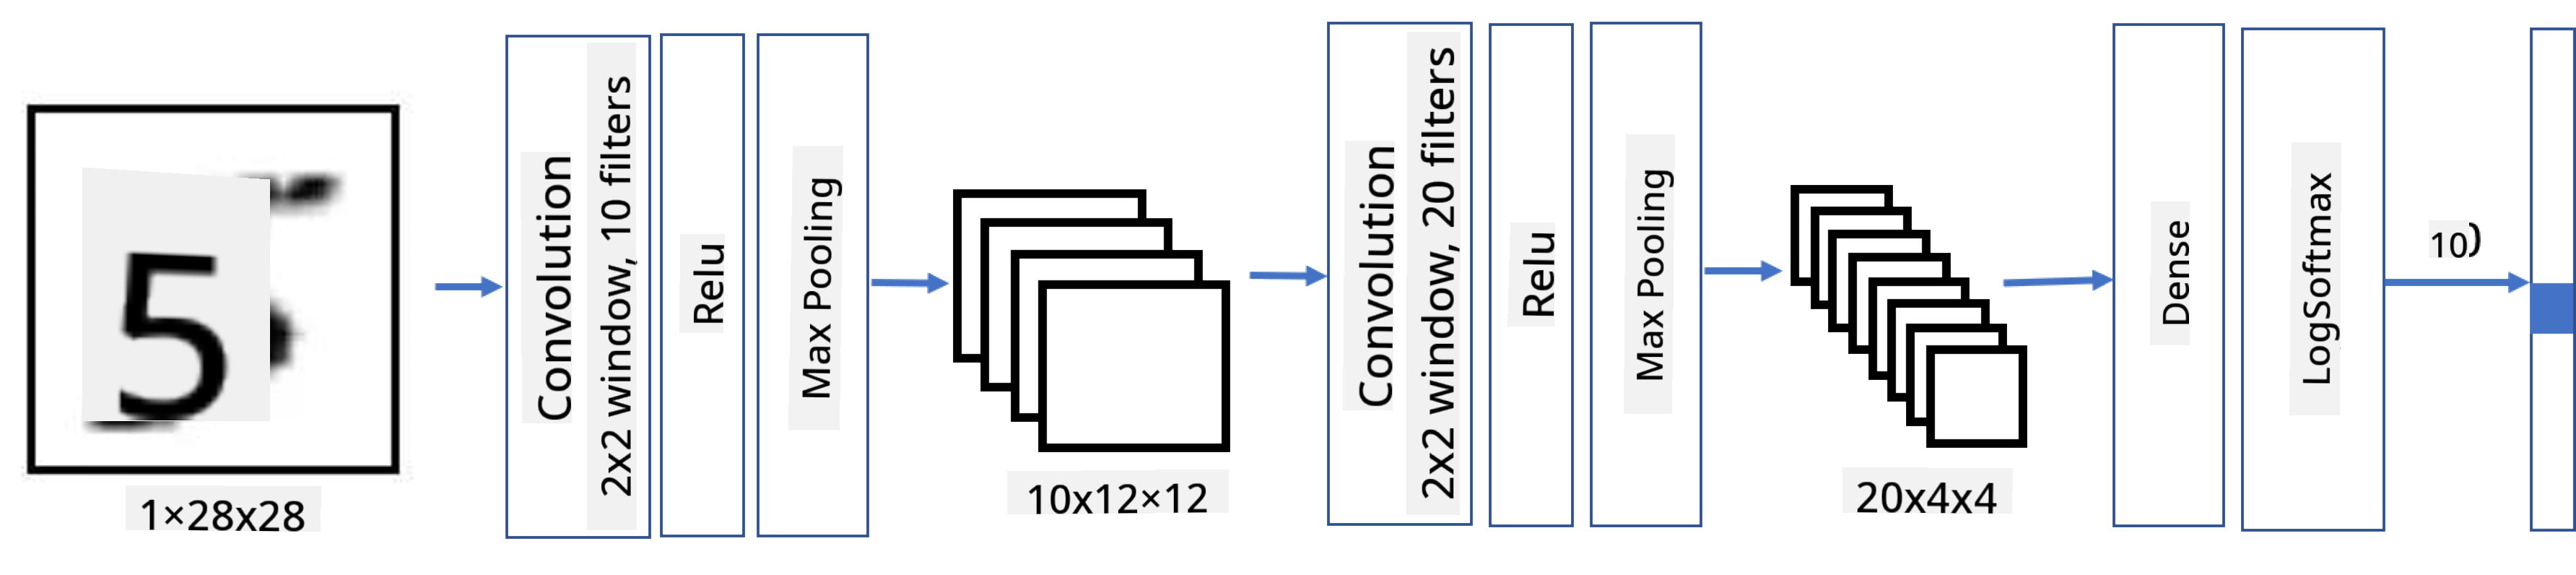 5
1×28x28
Convolution
2x2 window, 10 filters
Relu
Max Pooling
10x12×12
Convolution
2x2 window, 20 filters
Relu
Max Pooling
20x4x4
Dense
LogSoftmax
10)